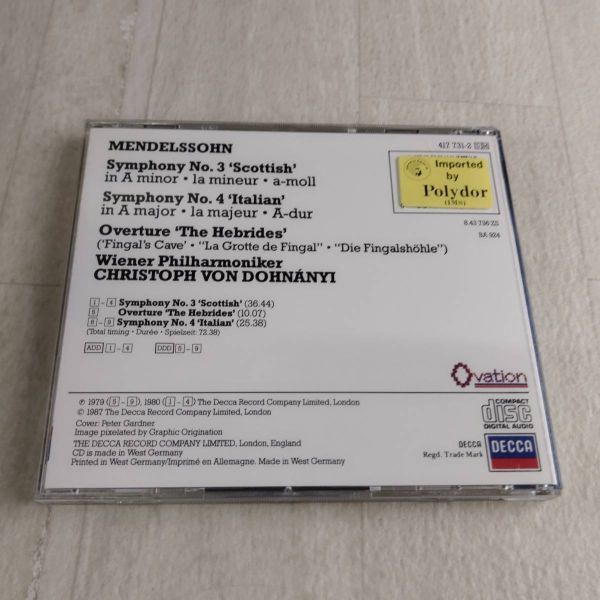 MENDELSSOHN
417 731-2
Symphony No. 3 ‘Scottish’
in A minor · la mineur · a-moll
Symphony No. 4 ‘Italian’
in A major · la majeur · A-dur
Overture ‘The Hebrides’
(‘Fingal's Cave’ · “La Grotte de Fingal” · “Die Fingalshöhle”)
Wiener Philharmoniker
CHRISTOPH VON DOHNÁNYI
Imported
by
Polydor
(IMS)
8.43 796 ZS
BA 924
1-4 Symphony No. 3 ‘Scottish’ (36.44)
5 Overture ‘The Hebrides’ (10.07)
6-9 Symphony No. 4 ‘Italian’ (25.38)
(Total timing · Durée · Spielzeit: 72.38)
ADD 1-4 DDD 5-9
Ovation
℗ 1979 (5-9), 1980 (1-4) The Decca Record Company Limited, London
© 1987 The Decca Record Company Limited, London
Cover: Peter Gardner
Image pixelated by Graphic Origination
THE DECCA RECORD COMPANY LIMITED, London, England
CD is made in West Germany
Printed in West Germany/Imprimé en Allemagne. Made in West Germany
COMPACT
disc
DIGITAL AUDIO
DECCA
Regd. Trade Mark
DECCA